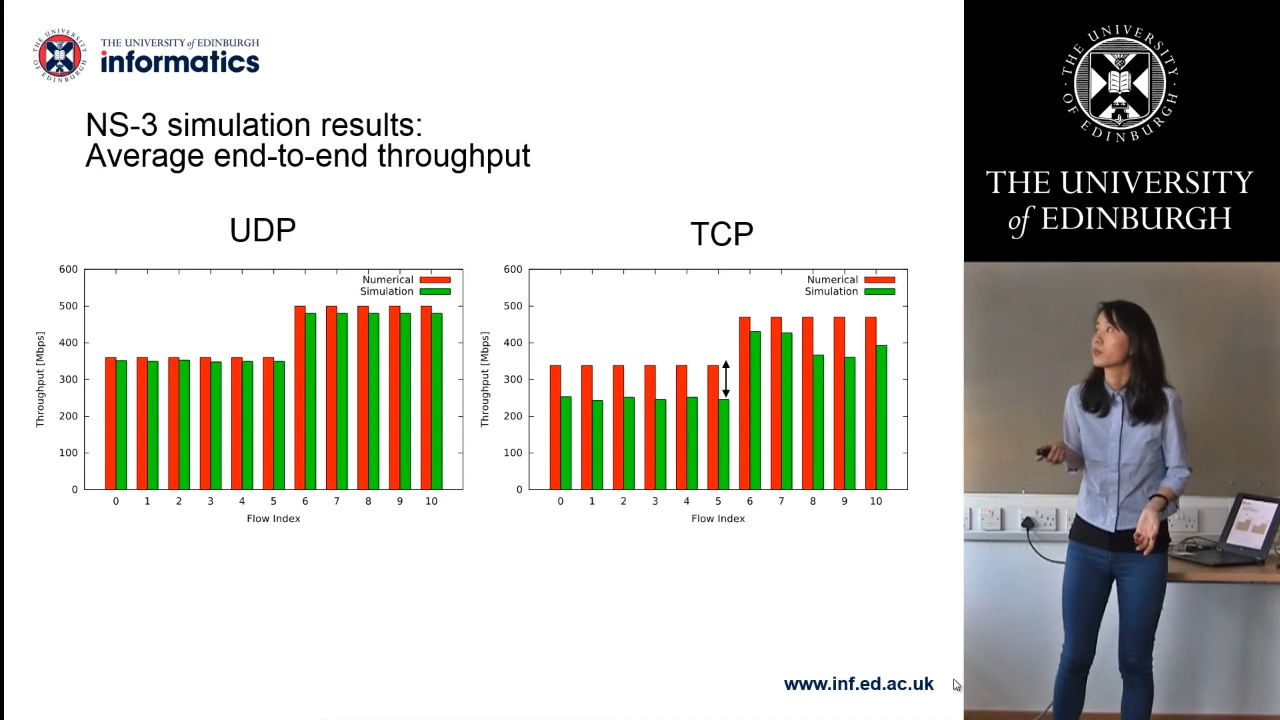 THE UNIVERSITY of EDINBURGH
informatics
NS-3 simulation results:
Average end-to-end throughput
UDP
600
500
400
300
200
100
0
Throughput [Mbps]
Numerical
Simulation
0 1 2 3 4 5 6 7 8 9 10
Flow Index
TCP
600
500
400
300
200
100
0
Throughput [Mbps]
Numerical
Simulation
0 1 2 3 4 5 6 7 8 9 10
Flow Index
www.inf.ed.ac.uk
THE UNIVERSITY
OF EDINBURGH
THE UNIVERSITY
of EDINBURGH